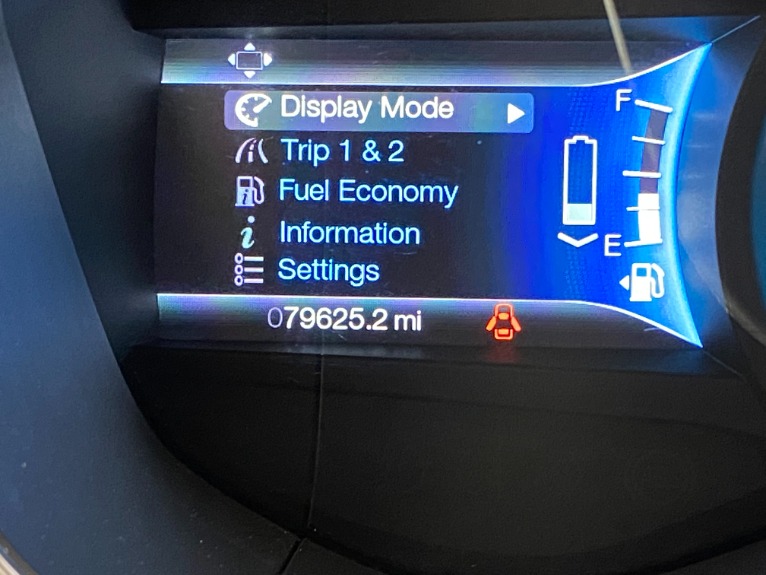 Display Mode
F
Trip 1 & 2
Fuel Economy
Information
E
Settings
079625.2 mi